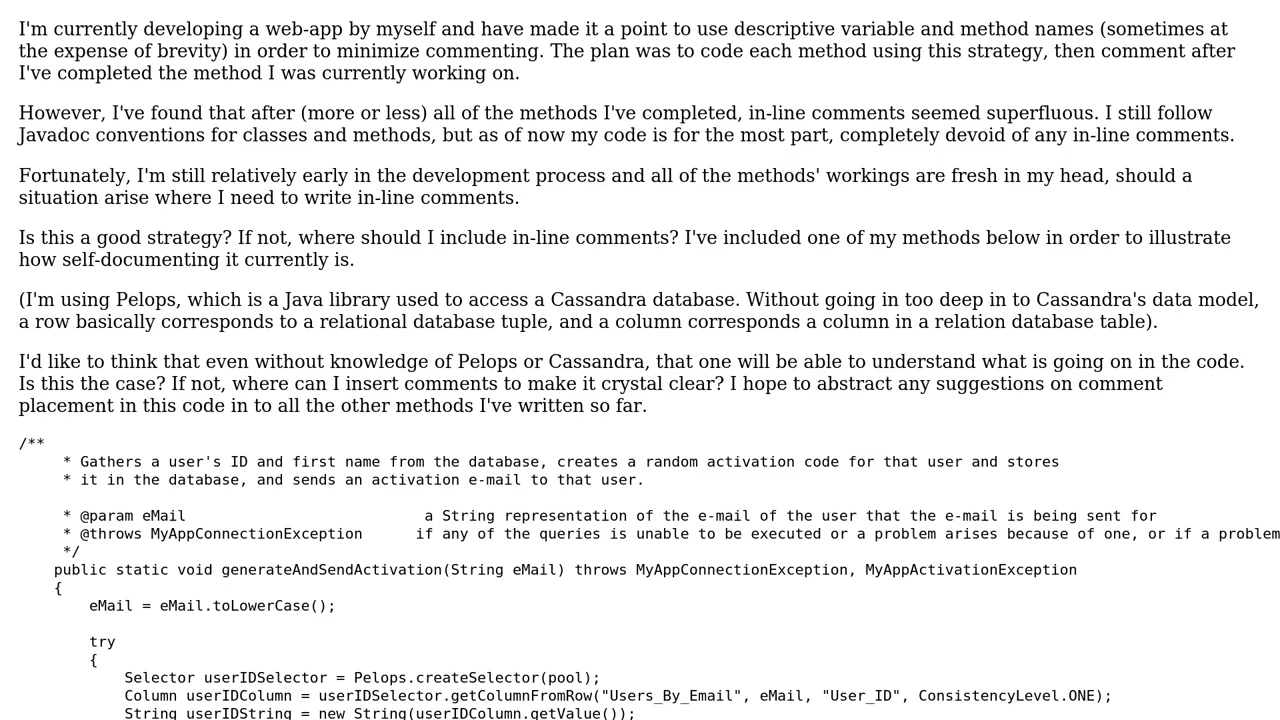 I'm currently developing a web-app by myself and have made it a point to use descriptive variable and method names (sometimes at
the expense of brevity) in order to minimize commenting. The plan was to code each method using this strategy, then comment after
I've completed the method I was currently working on.
However, I've found that after (more or less) all of the methods I've completed, in-line comments seemed superfluous. I still follow
Javadoc conventions for classes and methods, but as of now my code is for the most part, completely devoid of any in-line comments.
Fortunately, I'm still relatively early in the development process and all of the methods' workings are fresh in my head, should a
situation arise where I need to write in-line comments.
Is this a good strategy? If not, where should I include in-line comments? I've included one of my methods below in order to illustrate
how self-documenting it currently is.
(I'm using Pelops, which is a Java library used to access a Cassandra database. Without going in too deep in to Cassandra's data model,
a row basically corresponds to a relational database tuple, and a column corresponds a column in a relation database table).
I'd like to think that even without knowledge of Pelops or Cassandra, that one will be able to understand what is going on in the code.
Is this the case? If not, where can I insert comments to make it crystal clear? I hope to abstract any suggestions on comment
placement in this code in to all the other methods I've written so far.
/**
* Gathers a user's ID and first name from the database, creates a random activation code for that user and stores
* it in the database, and sends an activation e-mail to that user.
* @param eMail a String representation of the e-mail of the user that the e-mail is being sent for
* @throws MyAppConnectionException if any of the queries is unable to be executed or a problem arises because of one, or if a problem
*/
public static void generateAndSendActivation(String eMail) throws MyAppConnectionException, MyAppActivationException
{
eMail = eMail.toLowerCase();
try
{
Selector userIDSelector = Pelops.createSelector(pool);
Column userIDColumn = userIDSelector.getColumnFromRow("Users_By_Email", eMail, "User_ID", ConsistencyLevel.ONE);
String userIDString = new String(userIDColumn.getValue());